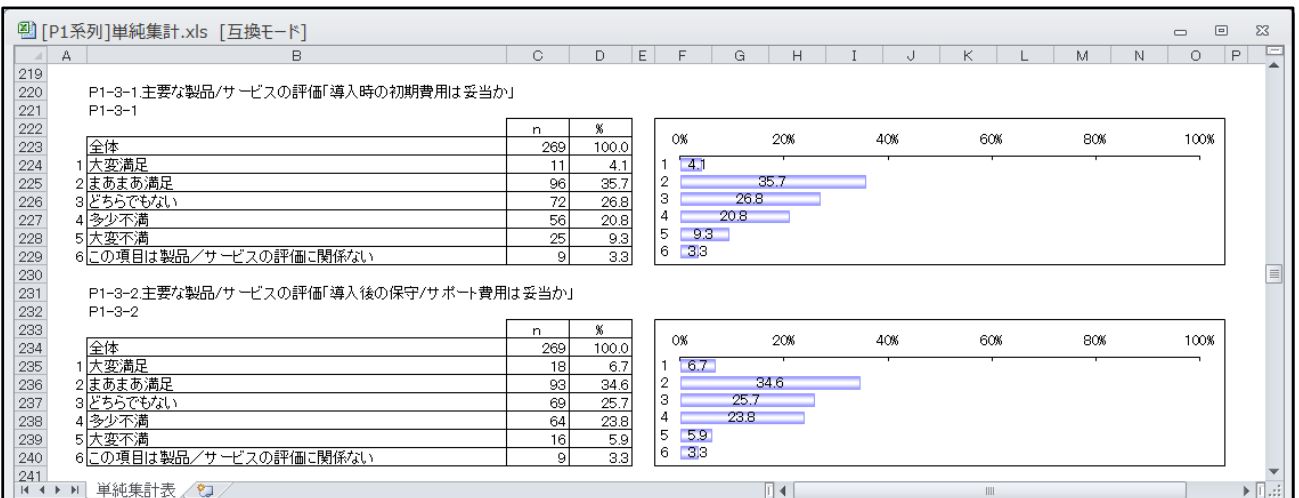 [P1系列]単純集計.xls [互換モード]
A B C D E F G H I J K L M N O P
219
220 P1-3-1.主要な製品/サービスの評価「導入時の初期費用は妥当か」
221 P1-3-1
222 n %
223 全体 269 100.0 0% 20% 40% 60% 80% 100%
224 1 大変満足 11 4.1 1 4.1
225 2 まあまあ満足 96 35.7 2 35.7
226 3 どちらでもない 72 26.8 3 26.8
227 4 多少不満 56 20.8 4 20.8
228 5 大変不満 25 9.3 5 9.3
229 6 この項目は製品/サービスの評価に関係ない 9 3.3 6 3.3
230
231 P1-3-2.主要な製品/サービスの評価「導入後の保守/サポート費用は妥当か」
232 P1-3-2
233 n %
234 全体 269 100.0 0% 20% 40% 60% 80% 100%
235 1 大変満足 18 6.7 1 6.7
236 2 まあまあ満足 93 34.6 2 34.6
237 3 どちらでもない 69 25.7 3 25.7
238 4 多少不満 64 23.8 4 23.8
239 5 大変不満 16 5.9 5 5.9
240 6 この項目は製品/サービスの評価に関係ない 9 3.3 6 3.3
241
単純集計表